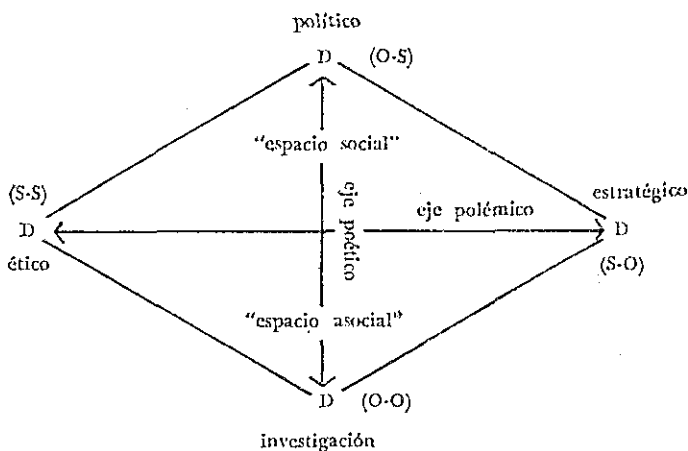 político
D (O-S)
"espacio social"
(S-S)
estratégico
eje polémico
D
D
eje poético
ético
(S-O)
"espacio asocial"
D (O-O)
investigación